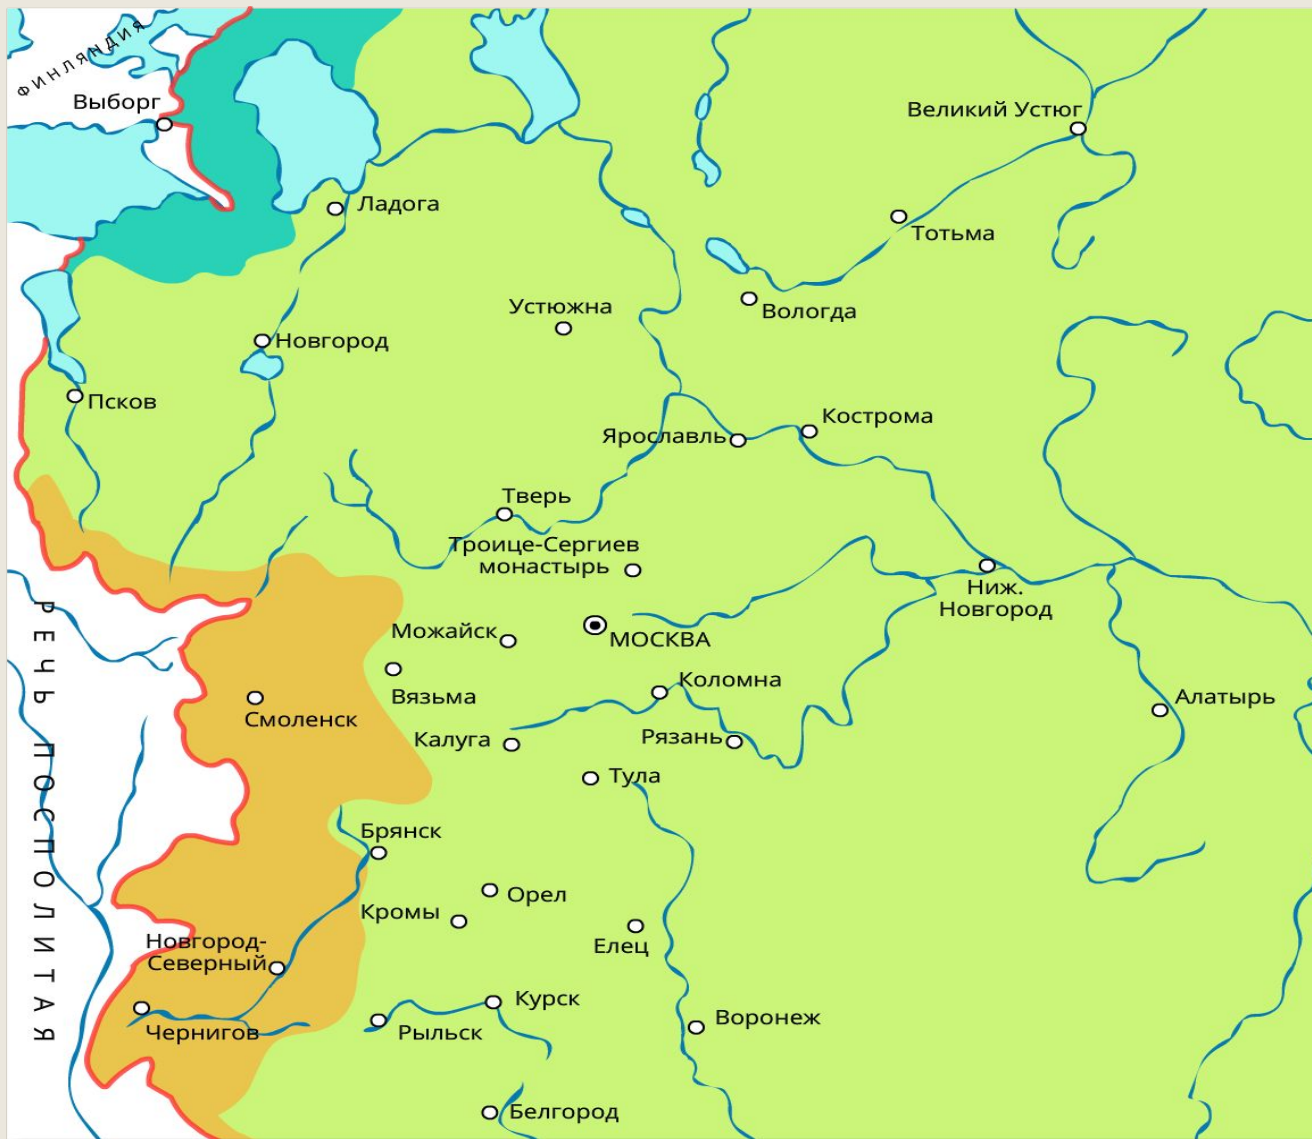 ФИНЛЯНДИЯ
Выборг
Великий Устюг
Ладога
Тотьма
Устюжна
Вологда
Новгород
Псков
Кострома
Ярославль
Тверь
Троице-Сергиев
монастырь
Ниж.
Новгород
Можайск
МОСКВА
Вязьма
Коломна
Смоленск
Алатырь
Калуга
Рязань
Тула
РЕЧЬ ПОСПОЛИТАЯ
Брянск
Орел
Кромы
Елец
Новгород-
Северный
Курск
Воронеж
Чернигов
Рыльск
Белгород